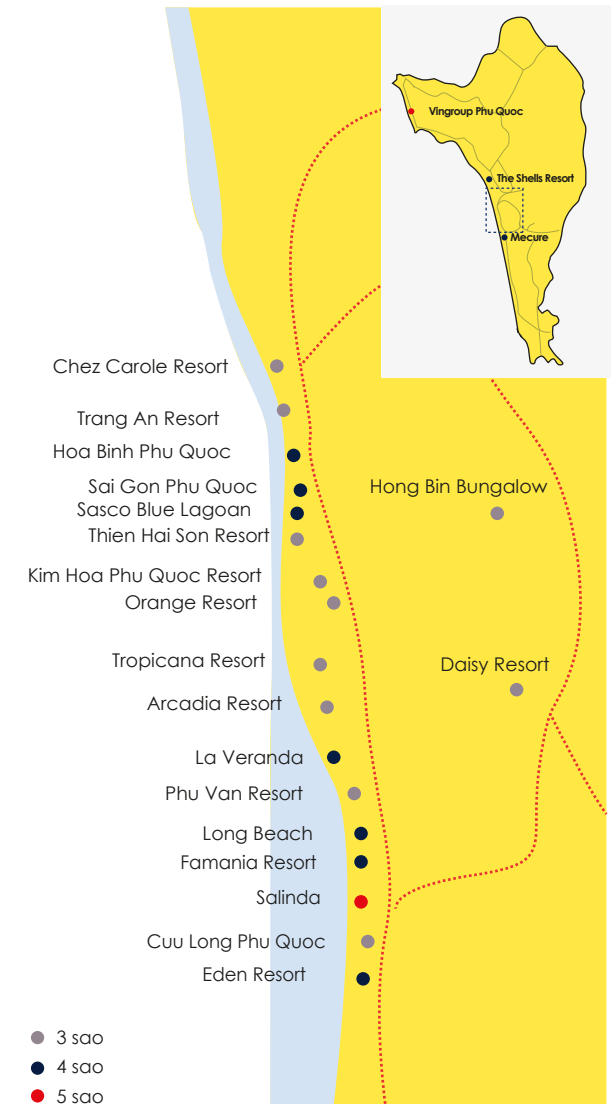 Vingroup Phu Quoc
The Shells Resort
Mecure
Chez Carole Resort
Trang An Resort
Hoa Binh Phu Quoc
Sai Gon Phu Quoc
Hong Bin Bungalow
Sasco Blue Lagoan
Thien Hai Son Resort
Kim Hoa Phu Quoc Resort
Orange Resort
Tropicana Resort
Daisy Resort
Arcadia Resort
La Veranda
Phu Van Resort
Long Beach
Famania Resort
Salinda
Cuu Long Phu Quoc
Eden Resort
3 sao
4 sao
5 sao